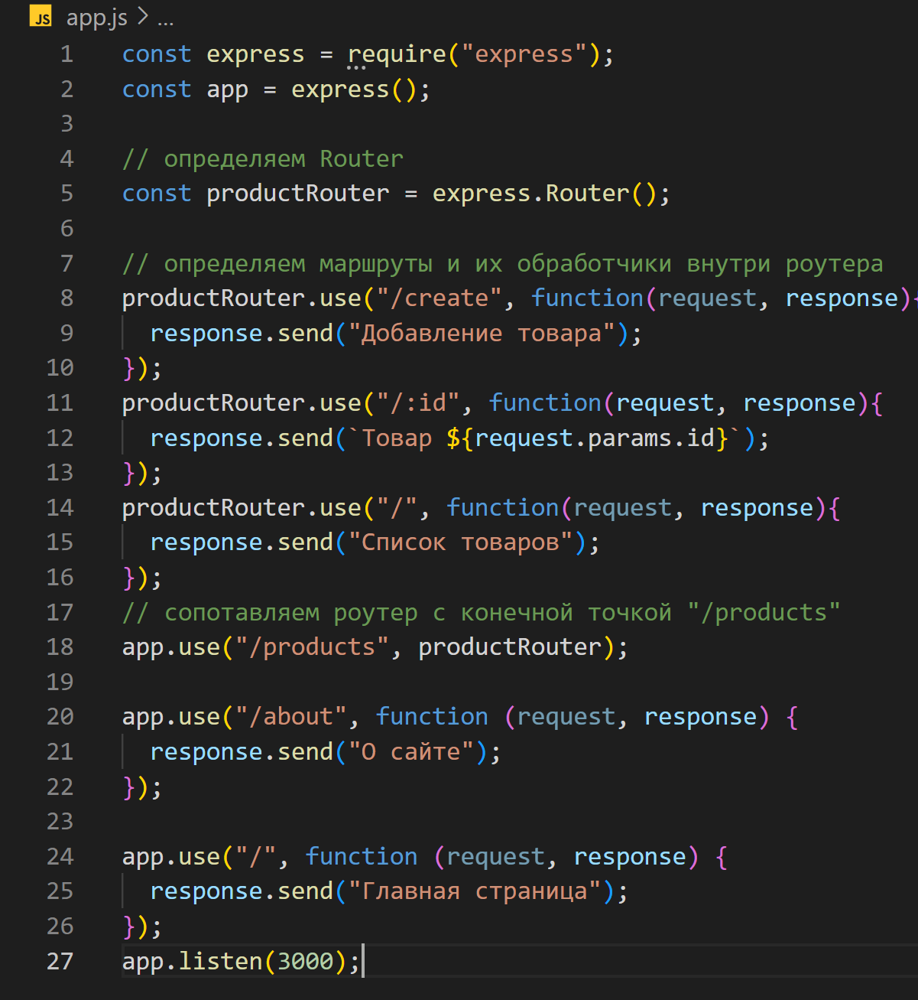 JS app.js > ...
1 const express = require("express");
2 const app = express();
3
4 // определяем Router
5 const productRouter = express.Router();
6
7 // определяем маршруты и их обработчики внутри роутера
8 productRouter.use("/create", function(request, response){
9   response.send("Добавление товара");
10 });
11 productRouter.use("/:id", function(request, response){
12   response.send(`Товар ${request.params.id}`);
13 });
14 productRouter.use("/", function(request, response){
15   response.send("Список товаров");
16 });
17 // сопотавляем роутер с конечной точкой "/products"
18 app.use("/products", productRouter);
19
20 app.use("/about", function (request, response) {
21   response.send("О сайте");
22 });
23
24 app.use("/", function (request, response) {
25   response.send("Главная страница");
26 });
27 app.listen(3000);